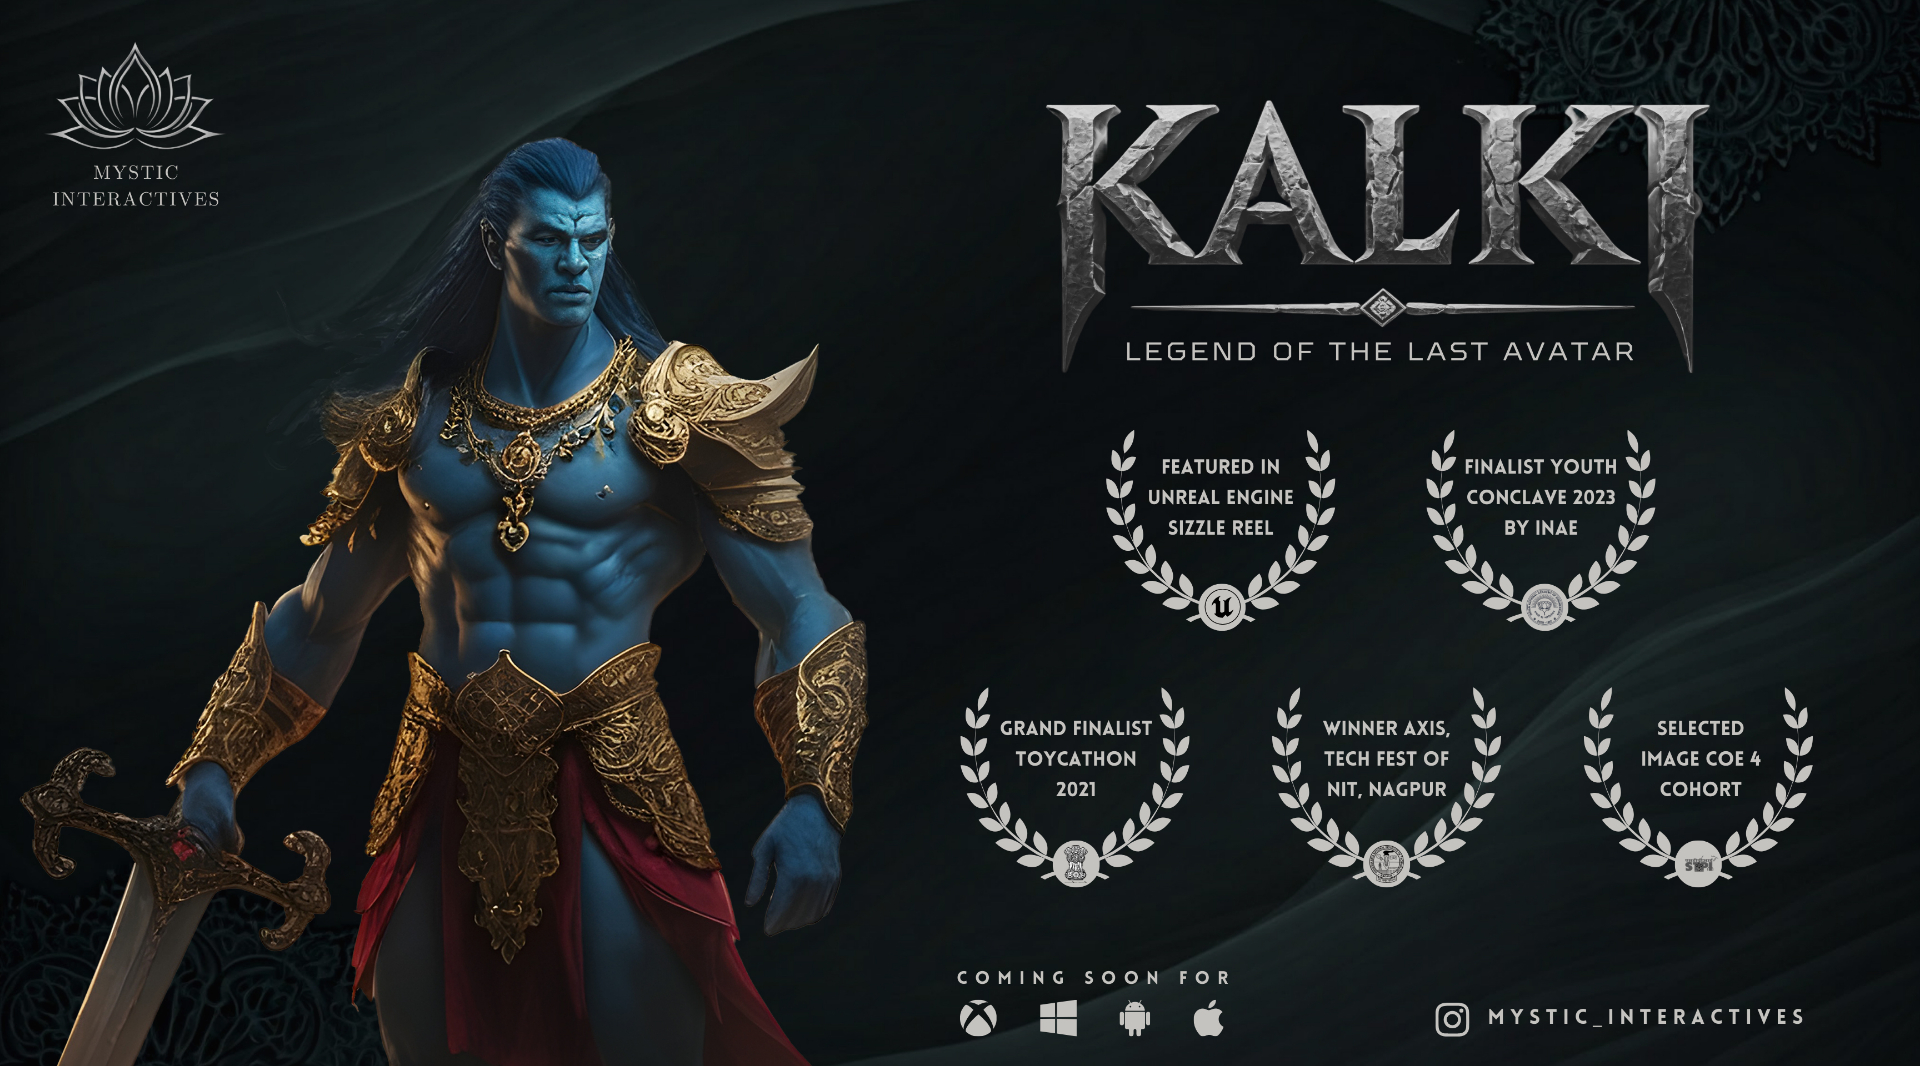 MYSTIC
INTERACTIVES
KALKI
LEGEND OF THE LAST AVATAR
FEATURED IN
UNREAL ENGINE
SIZZLE REEL
FINALIST YOUTH
CONCLAVE 2023
BY INAE
GRAND FINALIST
TOYCATHON
2021
WINNER AXIS,
TECH FEST OF
NIT, NAGPUR
SELECTED
IMAGE COE 4
COHORT
COMING SOON FOR
MYSTIC_INTERACTIVES